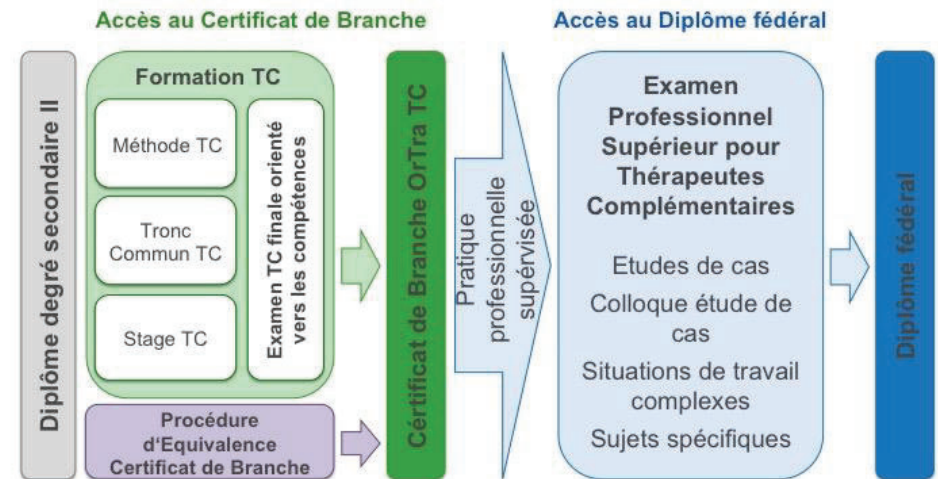 Accès au Certificat de Branche
Accès au Diplôme fédéral
Diplôme degré secondaire II
Formation TC
Méthode TC
Tronc
Commun TC
Stage TC
Examen TC finale orienté
vers les compétences
Procédure
d‘Equivalence
Certificat de Branche
Cértificat de Branche OrTra TC
Pratique
professionnelle
supérvisée
Examen
Professionnel
Supérieur pour
Thérapeutes
Complémentaires
Etudes de cas
Colloque étude de
cas
Situations de travail
complexes
Sujets spécifiques
Diplôme fédéral